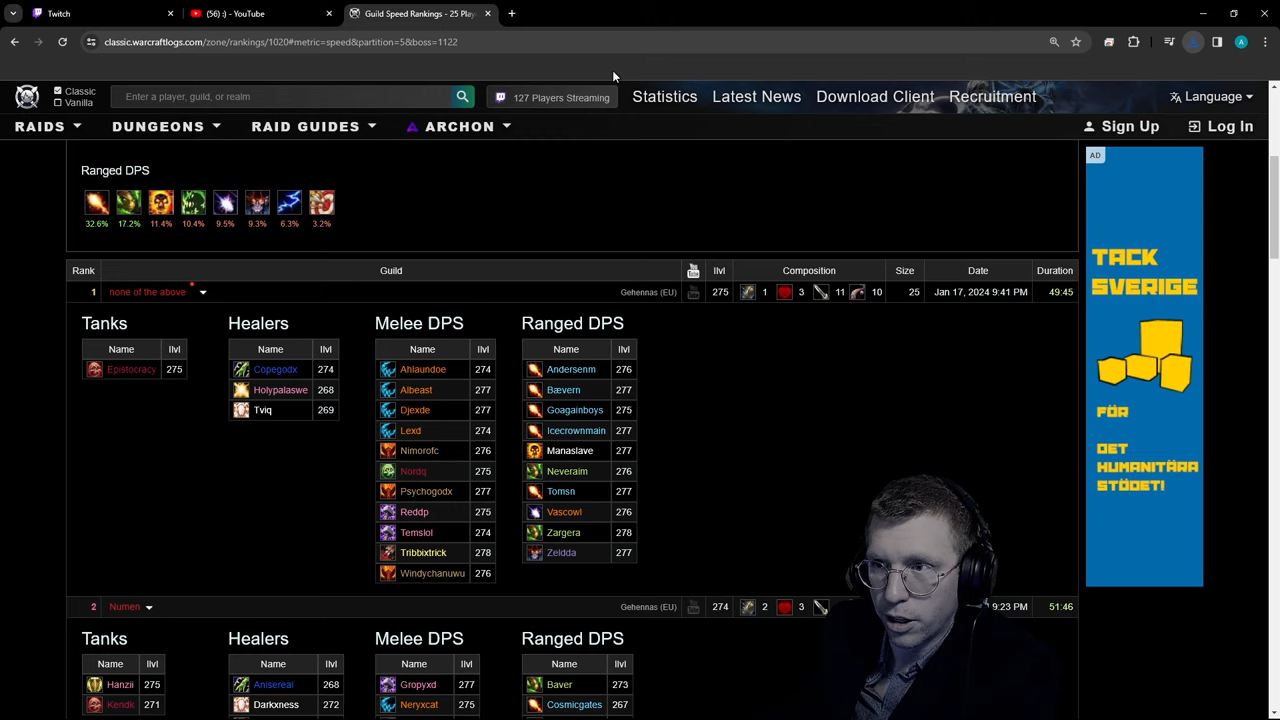 Twitch
(56) :) - YouTube
Guild Speed Rankings - 25 Play
classic.warcraftlogs.com/zone/rankings/1020#metric=speed&partition=5&boss=1122
Classic
Vanilla
Enter a player, guild, or realm
127 Players Streaming
Statistics
Latest News
Download Client
Recruitment
Language
RAIDS
DUNGEONS
RAID GUIDES
ARCHON
Sign Up
Log In
Ranged DPS
32.6% 17.2% 11.4% 10.4% 9.5% 9.3% 6.3% 3.2%
Rank Guild Ilvl Composition Size Date Duration
1 none of the above Gehennas (EU) 275 1 3 11 10 25 Jan 17, 2024 9:41 PM 49:45
Tanks
Name Ilvl
Epistocracy 275
Healers
Name Ilvl
Copegodx 274
Holypalaswe 268
Tviq 269
Melee DPS
Name Ilvl
Ahlaundoe 274
Albeast 277
Djexde 277
Lexd 274
Nimorofc 276
Nordq 275
Psychogodx 277
Reddp 275
Temslol 274
Tribbixtrick 278
Windychanuwu 276
Ranged DPS
Name Ilvl
Andersenm 276
Bævern 277
Goagainboys 275
Icecrownmain 277
Manaslave 277
Neveraim 276
Tomsn 277
Vascowl 276
Zargera 278
Zeldda 277
2 Numen Gehennas (EU) 274 2 3 9:23 PM 51:46
Tanks
Name Ilvl
Hanzii 275
Kendk 271
Healers
Name Ilvl
Anisereal 268
Darkxness 272
Melee DPS
Name Ilvl
Gropyxd 277
Neryxcat 275
Ranged DPS
Name Ilvl
Baver 273
Cosmicgates 267
AD
TACK
SVERIGE
FÖR
DET
HUMANITÄRA
STÖDET!